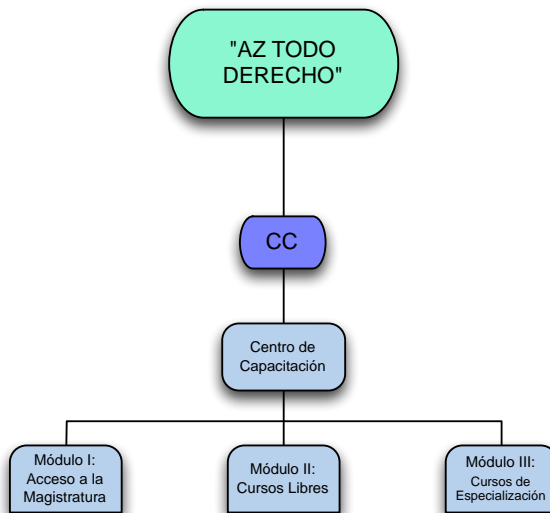 "AZ TODO
DERECHO"
CC
Centro de
Capacitación
Módulo I:
Acceso a la
Magistratura
Módulo II:
Cursos Libres
Módulo III:
Cursos de
Especialización